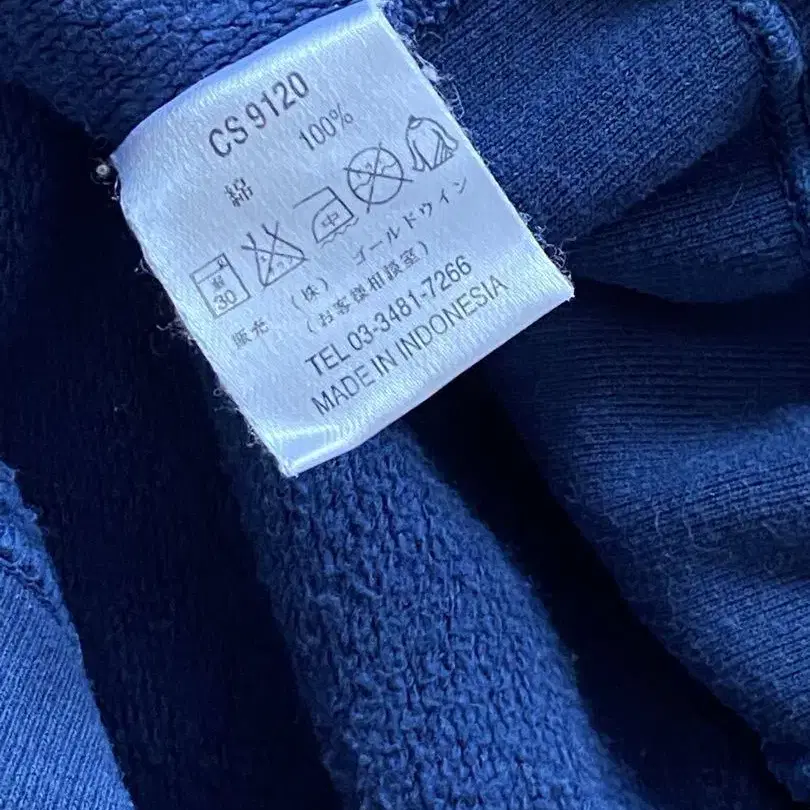 CS 9120
綿 100%
弱 30 中
販売 (株) ゴールドウイン
(お客様相談室)
TEL 03-3481-7266
MADE IN INDONESIA